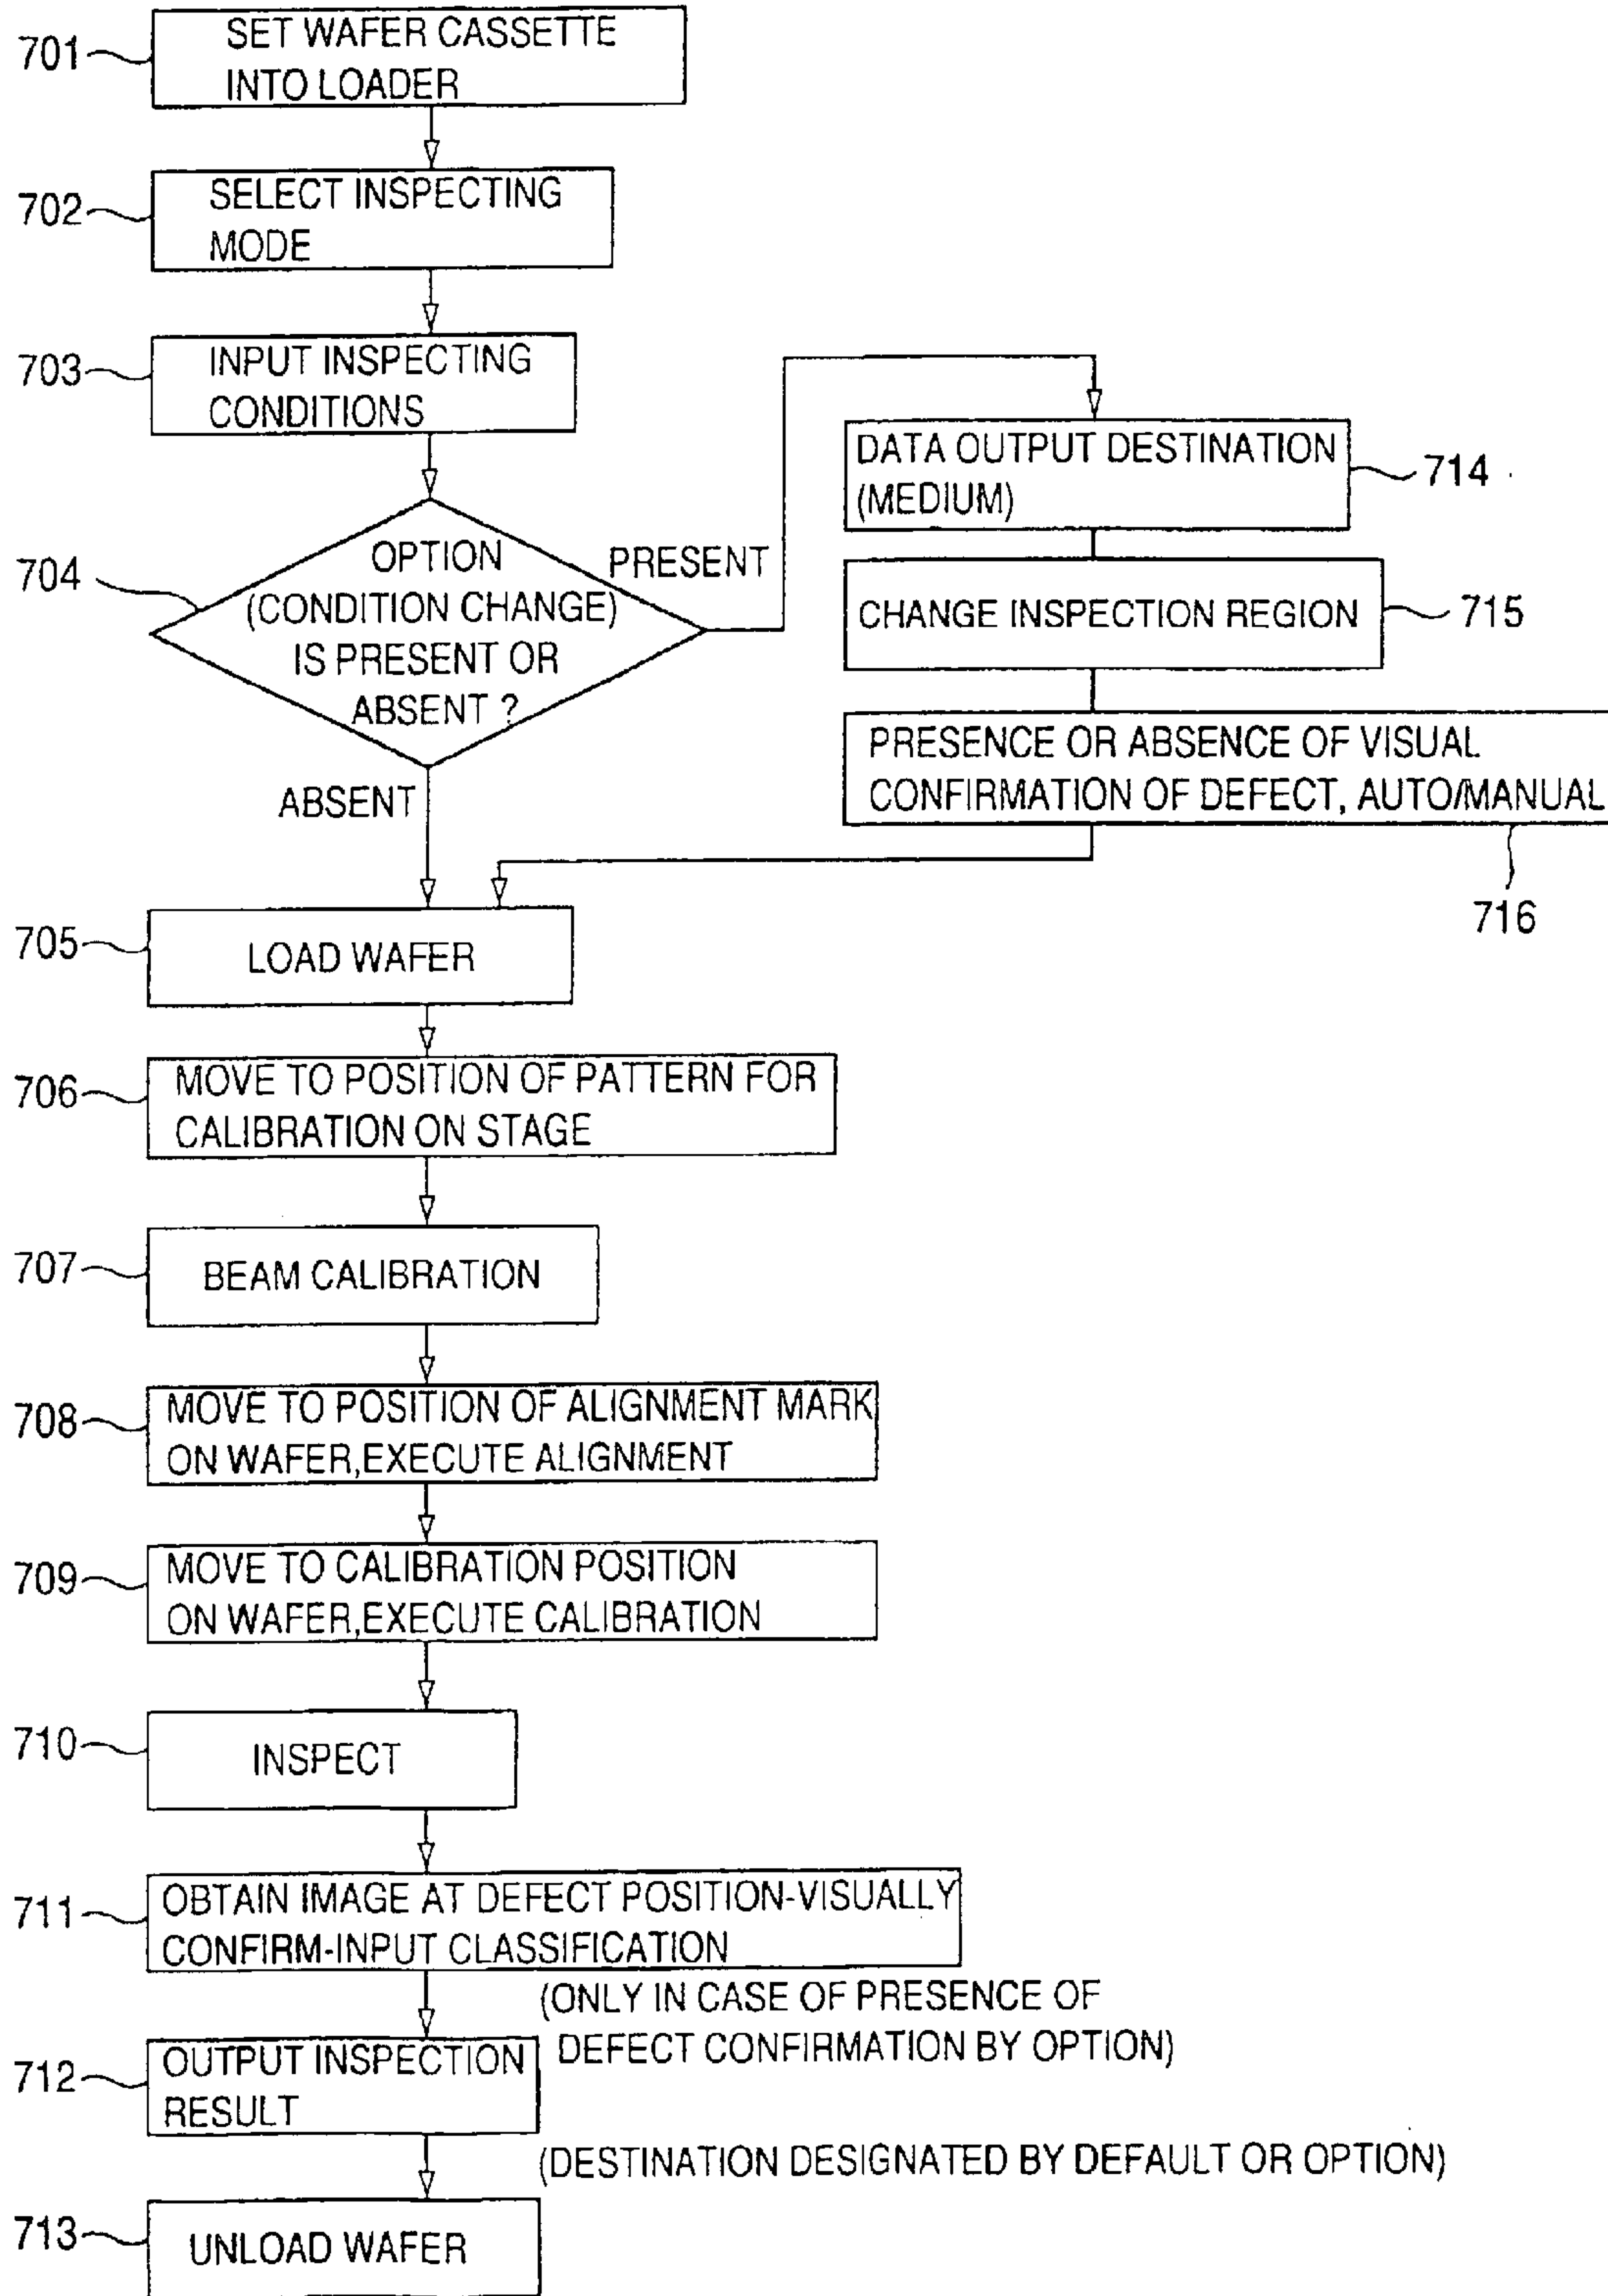 701
SET WAFER CASSETTE
INTO LOADER
702
SELECT INSPECTING
MODE
703
INPUT INSPECTING
CONDITIONS
704
OPTION
(CONDITION CHANGE)
IS PRESENT OR
ABSENT ?
PRESENT
ABSENT
DATA OUTPUT DESTINATION
(MEDIUM)
714
CHANGE INSPECTION REGION
715
PRESENCE OR ABSENCE OF VISUAL
CONFIRMATION OF DEFECT, AUTO/MANUAL
716
705
LOAD WAFER
706
MOVE TO POSITION OF PATTERN FOR
CALIBRATION ON STAGE
707
BEAM CALIBRATION
708
MOVE TO POSITION OF ALIGNMENT MARK
ON WAFER,EXECUTE ALIGNMENT
709
MOVE TO CALIBRATION POSITION
ON WAFER,EXECUTE CALIBRATION
710
INSPECT
711
OBTAIN IMAGE AT DEFECT POSITION-VISUALLY
CONFIRM-INPUT CLASSIFICATION
(ONLY IN CASE OF PRESENCE OF
DEFECT CONFIRMATION BY OPTION)
712
OUTPUT INSPECTION
RESULT
(DESTINATION DESIGNATED BY DEFAULT OR OPTION)
713
UNLOAD WAFER